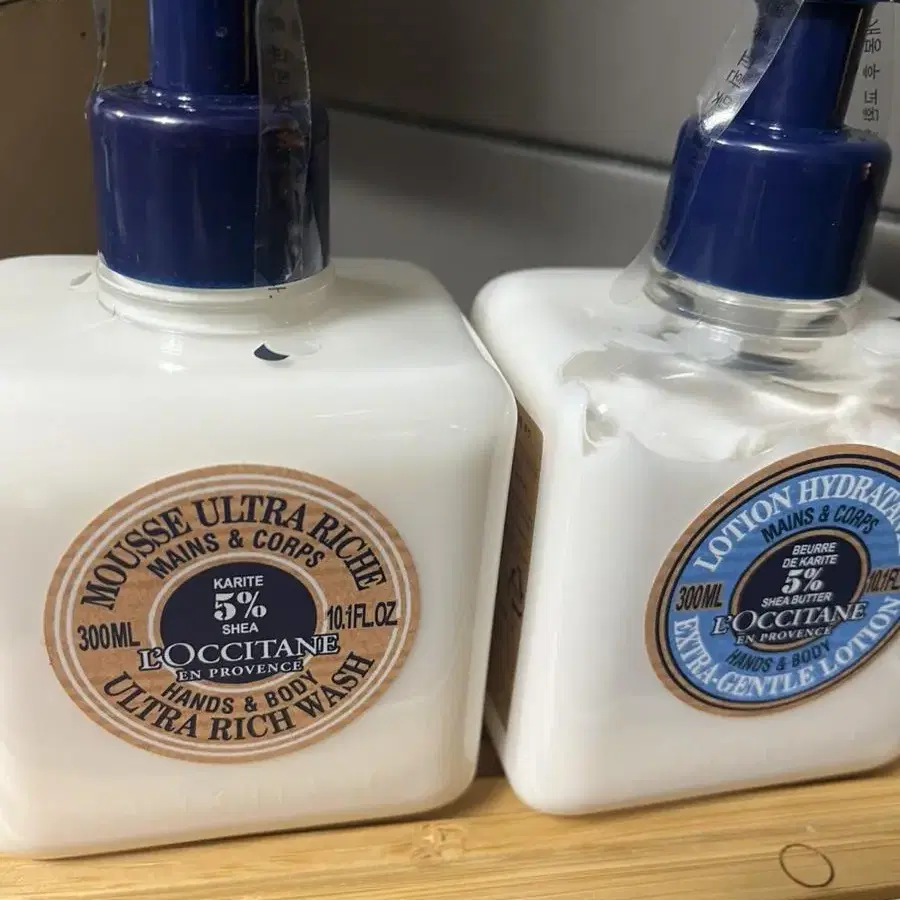 MOUSSE ULTRA RICHE
MAINS & CORPS
KARITE
5%
SHEA
300ML
10.1FL.OZ
L'OCCITANE
EN PROVENCE
HANDS & BODY
ULTRA RICH WASH
LOTION HYDRATA
MAINS & CORPS
BEURRE
DE KARITE
5%
SHEA BUTTER
300ML
10.1FL
L'OCCITANE
EN PROVENCE
HANDS & BODY
EXTRA-GENTLE LOTION